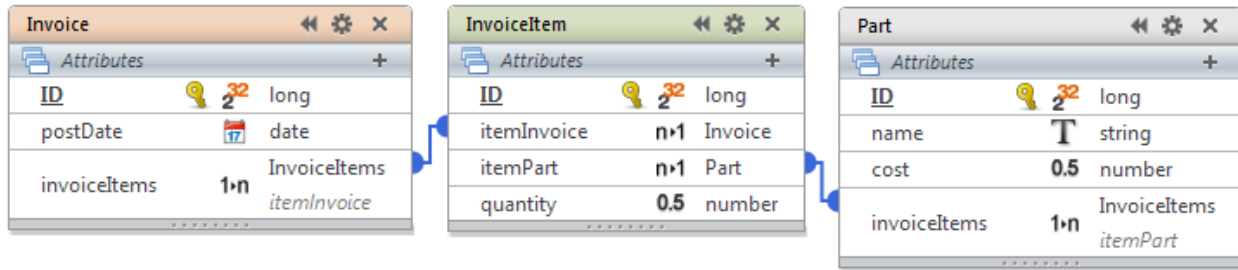 Invoice
Attributes
ID 2³² long
postDate 17 date
invoiceItems 1▸n InvoiceItems
itemInvoice
InvoiceItem
Attributes
ID 2³² long
itemInvoice n▸1 Invoice
itemPart n▸1 Part
quantity 0.5 number
Part
Attributes
ID 2³² long
name T string
cost 0.5 number
invoiceItems 1▸n InvoiceItems
itemPart